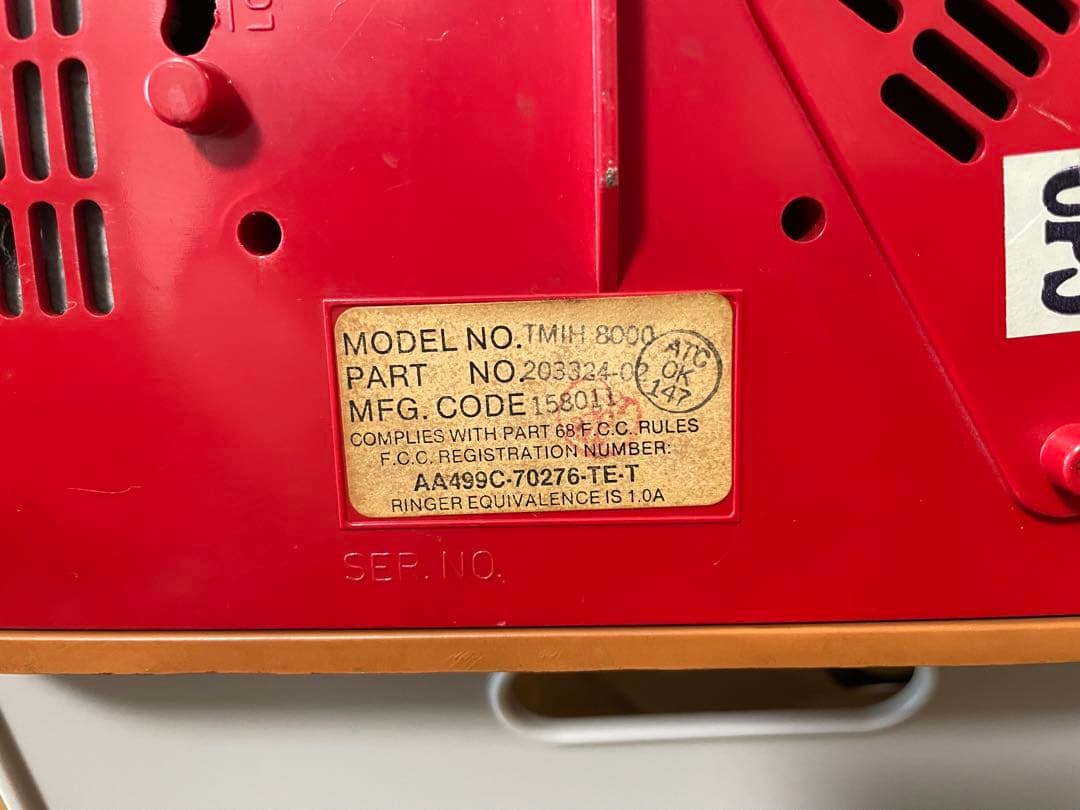 MODEL NO. TMIH 8000
PART NO. 203324-02
MFG. CODE 158011
COMPLIES WITH PART 68 F.C.C. RULES
F.C.C. REGISTRATION NUMBER:
AA499C-70276-TE-T
RINGER EQUIVALENCE IS 1.0A
ATC
OK
147
SER. NO.